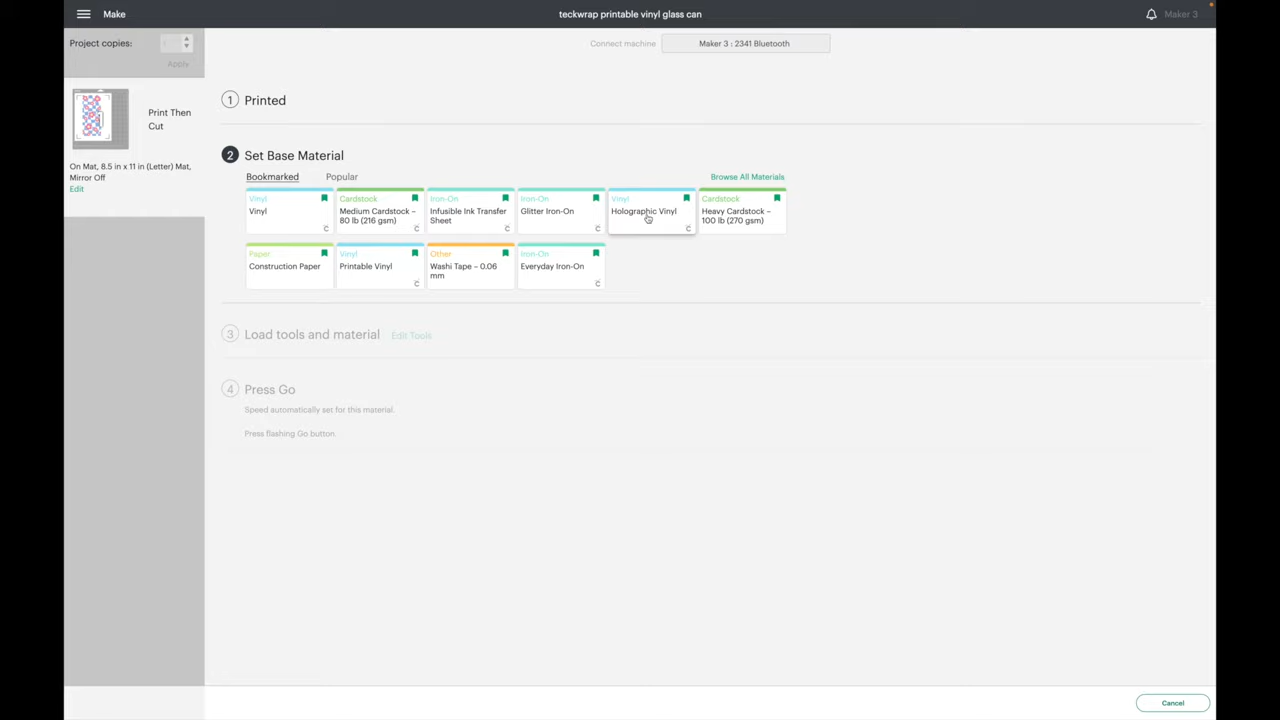 Make
teckwrap printable vinyl glass can
Maker 3
Project copies:
Apply
Connect machine
Maker 3 : 2341 Bluetooth
Print Then
Cut
On Mat, 8.5 in x 11 in (Letter) Mat,
Mirror Off
Edit
1 Printed
2 Set Base Material
Bookmarked
Popular
Browse All Materials
Vinyl
Vinyl
Cardstock
Medium Cardstock –
80 lb (216 gsm)
Iron-On
Infusible Ink Transfer
Sheet
Iron-On
Glitter Iron-On
Vinyl
Holographic Vinyl
Cardstock
Heavy Cardstock –
100 lb (270 gsm)
Paper
Construction Paper
Vinyl
Printable Vinyl
Other
Washi Tape – 0.06
mm
Iron-On
Everyday Iron-On
3 Load tools and material Edit Tools
4 Press Go
Speed automatically set for this material.
Press flashing Go button.
Cancel